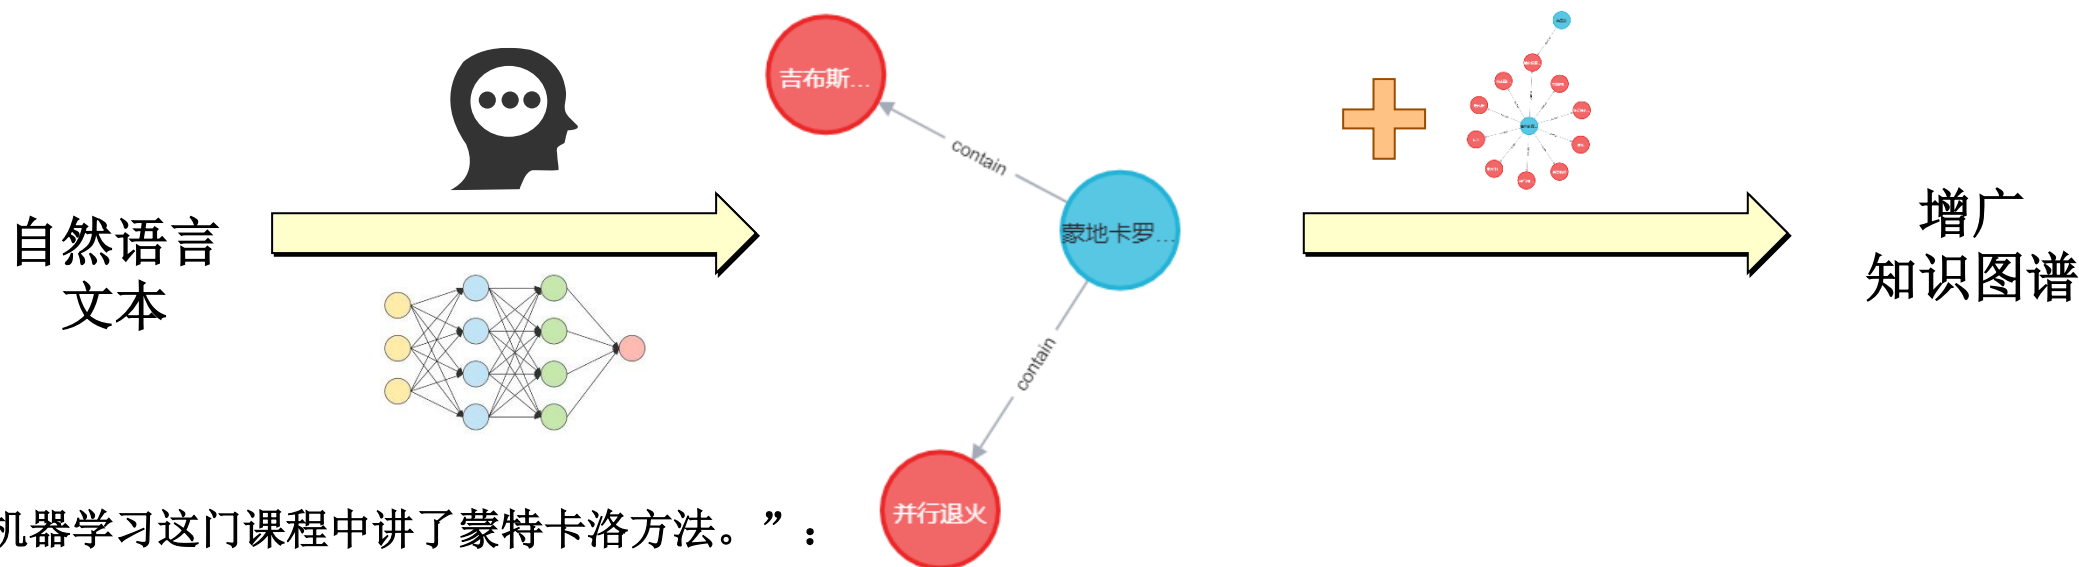 自然语言
文本
吉布斯...
contain
蒙地卡罗...
contain
并行退火
增广
知识图谱
机器学习这门课程中讲了蒙特卡洛方法。”：